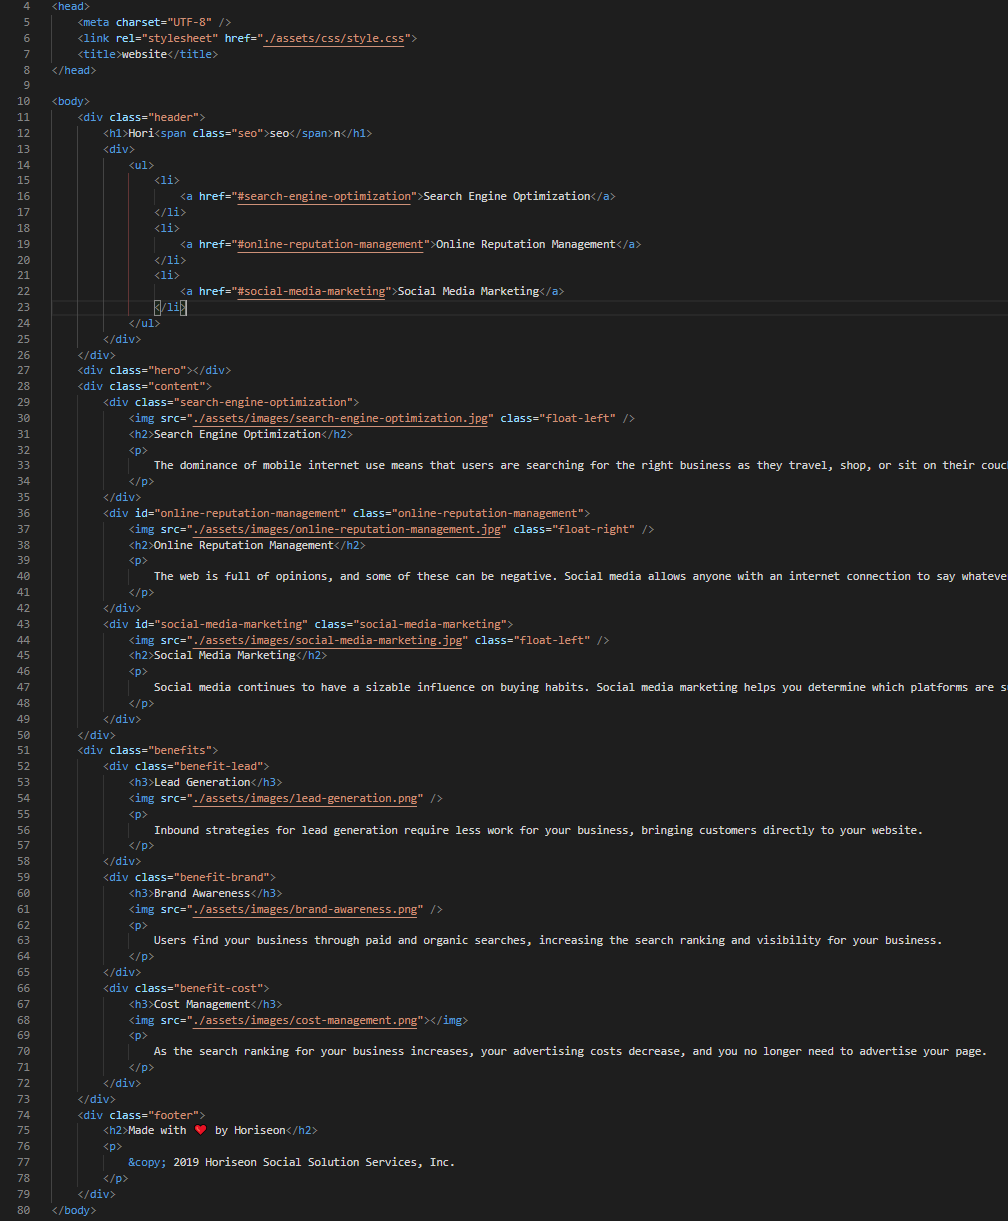 4 <head>
5 <meta charset="UTF-8" />
6 <link rel="stylesheet" href="./assets/css/style.css">
7 <title>website</title>
8 </head>
9
10 <body>
11 <div class="header">
12 <h1>Hori<span class="seo">seo</span>n</h1>
13 <div>
14 <ul>
15 <li>
16 <a href="#search-engine-optimization">Search Engine Optimization</a>
17 </li>
18 <li>
19 <a href="#online-reputation-management">Online Reputation Management</a>
20 </li>
21 <li>
22 <a href="#social-media-marketing">Social Media Marketing</a>
23 </li>
24 </ul>
25 </div>
26 </div>
27 <div class="hero"></div>
28 <div class="content">
29 <div class="search-engine-optimization">
30 <img src="./assets/images/search-engine-optimization.jpg" class="float-left" />
31 <h2>Search Engine Optimization</h2>
32 <p>
33 The dominance of mobile internet use means that users are searching for the right business as they travel, shop, or sit on their
34 </p>
35 </div>
36 <div id="online-reputation-management" class="online-reputation-management">
37 <img src="./assets/images/online-reputation-management.jpg" class="float-right" />
38 <h2>Online Reputation Management</h2>
39 <p>
40 The web is full of opinions, and some of these can be negative. Social media allows anyone with an internet connection to say
41 </p>
42 </div>
43 <div id="social-media-marketing" class="social-media-marketing">
44 <img src="./assets/images/social-media-marketing.jpg" class="float-left" />
45 <h2>Social Media Marketing</h2>
46 <p>
47 Social media continues to have a sizable influence on buying habits. Social media marketing helps you determine which platforms are
48 </p>
49 </div>
50 </div>
51 <div class="benefits">
52 <div class="benefit-lead">
53 <h3>Lead Generation</h3>
54 <img src="./assets/images/lead-generation.png" />
55 <p>
56 Inbound strategies for lead generation require less work for your business, bringing customers directly to your website.
57 </p>
58 </div>
59 <div class="benefit-brand">
60 <h3>Brand Awareness</h3>
61 <img src="./assets/images/brand-awareness.png" />
62 <p>
63 Users find your business through paid and organic searches, increasing the search ranking and visibility for your business.
64 </p>
65 </div>
66 <div class="benefit-cost">
67 <h3>Cost Management</h3>
68 <img src="./assets/images/cost-management.png"></img>
69 <p>
70 As the search ranking for your business increases, your advertising costs decrease, and you no longer need to advertise your page.
71 </p>
72 </div>
73 </div>
74 <div class="footer">
75 <h2>Made with ❤️ by Horiseon</h2>
76 <p>
77 &copy; 2019 Horiseon Social Solution Services, Inc.
78 </p>
79 </div>
80 </body>